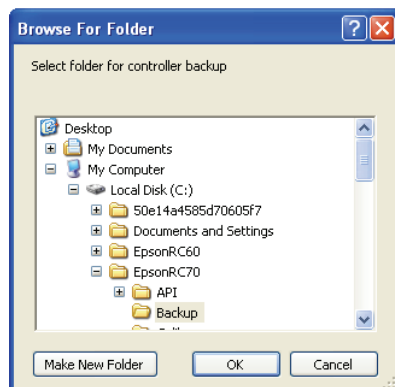 Browse For Folder
Select folder for controller backup
Desktop
My Documents
My Computer
Local Disk (C:)
50e14a4585d70605f7
Documents and Settings
EpsonRC60
EpsonRC70
API
Backup
Make New Folder
OK
Cancel